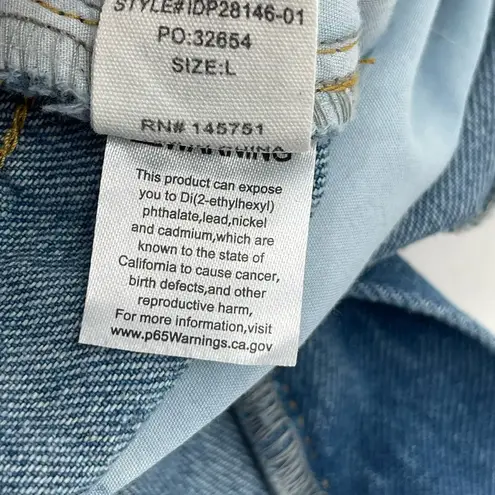 STYLE#IDP28146-01
PO:32654
SIZE:L
RN# 145751
WARNING
This product can expose
you to Di(2-ethylhexyl)
phthalate,lead,nickel
and cadmium,which are
known to the state of
California to cause cancer,
birth defects,and other
reproductive harm,
For more information,visit
www.p65Warnings.ca.gov